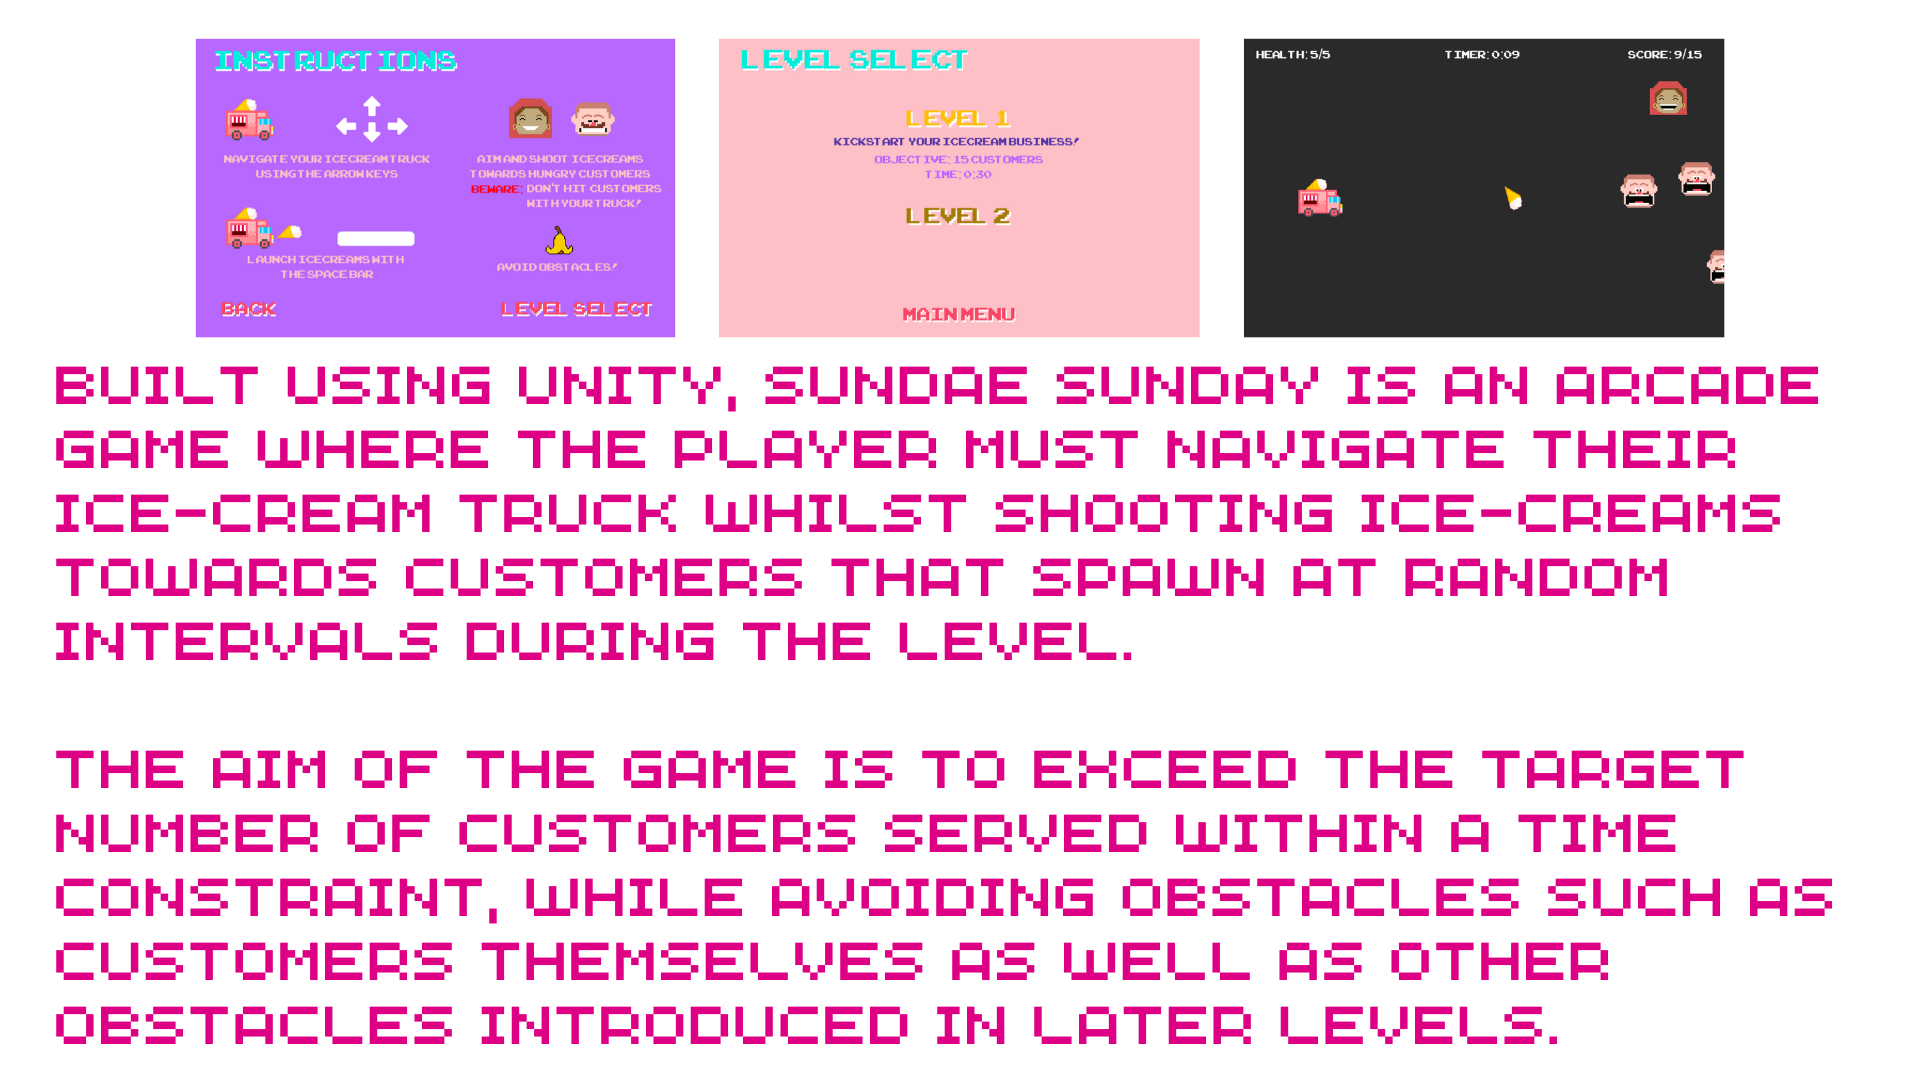 INSTRUCTIONS
NAVIGATE YOUR ICECREAM TRUCK
USING THE ARROW KEYS
AIM AND SHOOT ICECREAMS
TOWARDS HUNGRY CUSTOMERS
BEWARE: DON'T HIT CUSTOMERS
WITH YOUR TRUCK!
LAUNCH ICECREAMS WITH
THE SPACE BAR
AVOID OBSTACLES!
BACK
LEVEL SELECT
LEVEL SELECT
LEVEL 1
KICKSTART YOUR ICECREAM BUSINESS!
OBJECTIVE: 15 CUSTOMERS
TIME: 0:30
LEVEL 2
MAIN MENU
HEALTH: 5/5
TIMER: 0:09
SCORE: 9/15
BUILT USING UNITY, SUNDAE SUNDAY IS AN ARCADE
GAME WHERE THE PLAYER MUST NAVIGATE THEIR
ICE-CREAM TRUCK WHILST SHOOTING ICE-CREAMS
TOWARDS CUSTOMERS THAT SPAWN AT RANDOM
INTERVALS DURING THE LEVEL.
THE AIM OF THE GAME IS TO EXCEED THE TARGET
NUMBER OF CUSTOMERS SERVED WITHIN A TIME
CONSTRAINT, WHILE AVOIDING OBSTACLES SUCH AS
CUSTOMERS THEMSELVES AS WELL AS OTHER
OBSTACLES INTRODUCED IN LATER LEVELS.